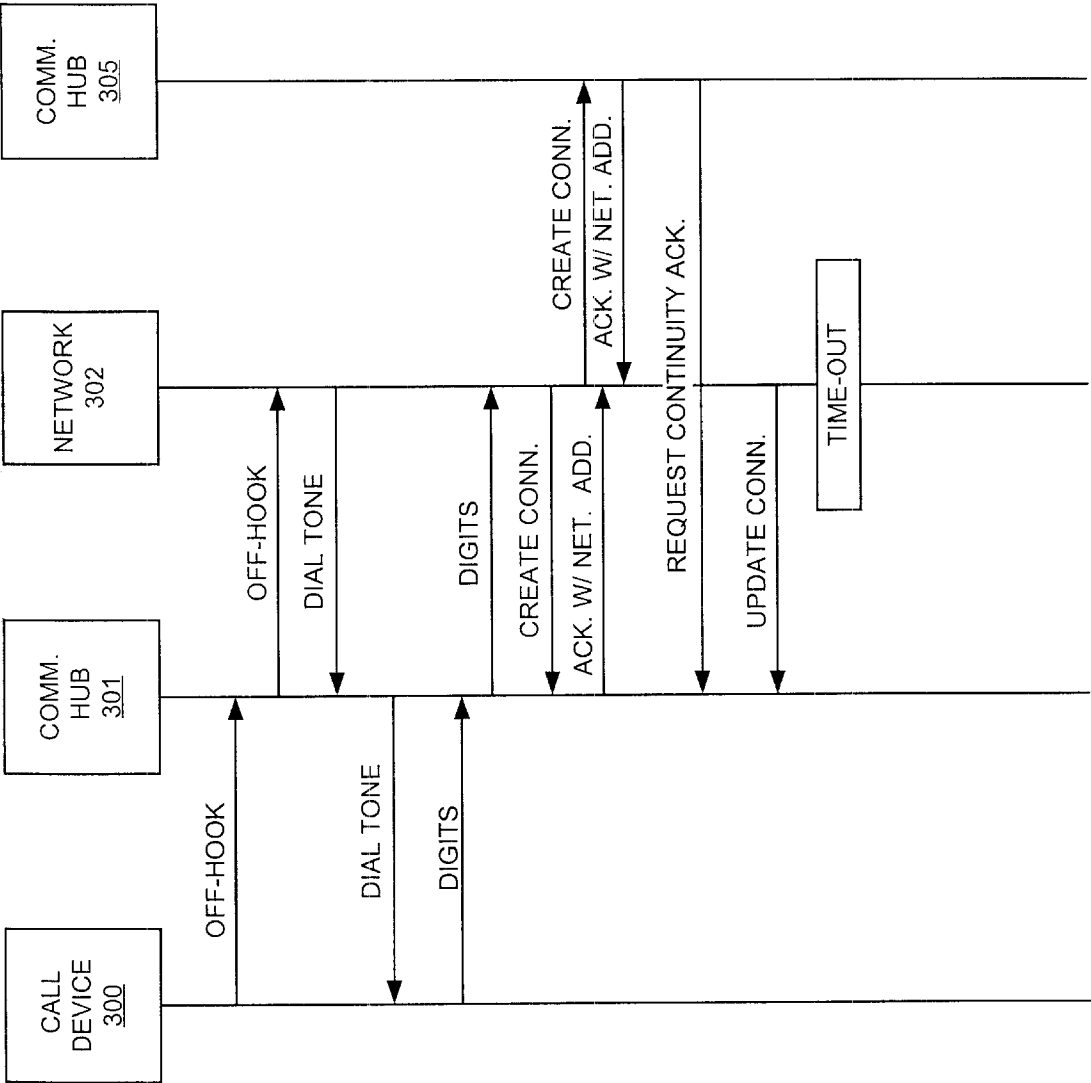 CALL
DEVICE
300
COMM.
HUB
301
NETWORK
302
COMM.
HUB
305
OFF-HOOK
OFF-HOOK
DIAL TONE
DIAL TONE
DIGITS
DIGITS
CREATE CONN.
CREATE CONN.
ACK. W/ NET. ADD.
ACK. W/ NET. ADD.
REQUEST CONTINUITY ACK.
UPDATE CONN.
TIME-OUT